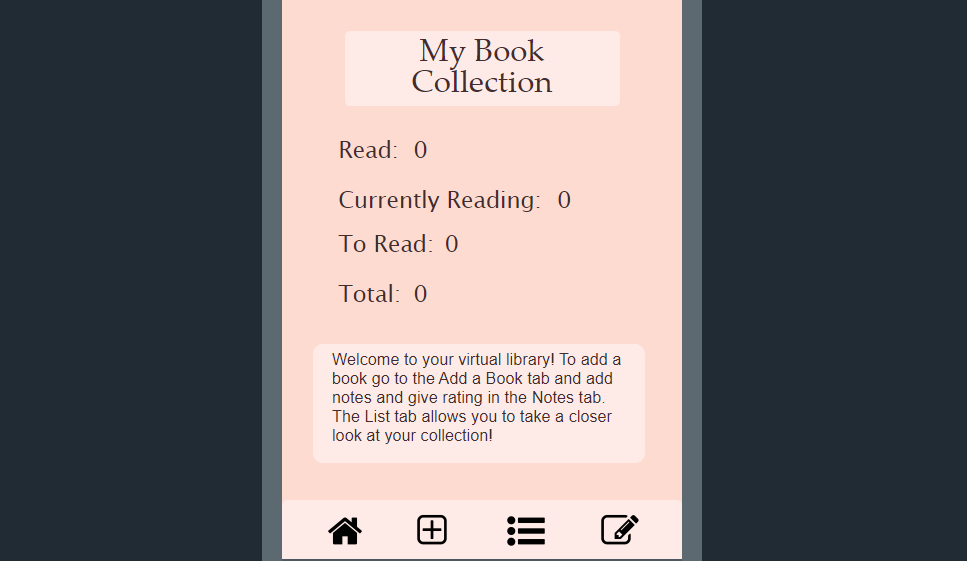 My Book
Collection
Read: 0
Currently Reading: 0
To Read: 0
Total: 0
Welcome to your virtual library! To add a
book go to the Add a Book tab and add
notes and give rating in the Notes tab.
The List tab allows you to take a closer
look at your collection!